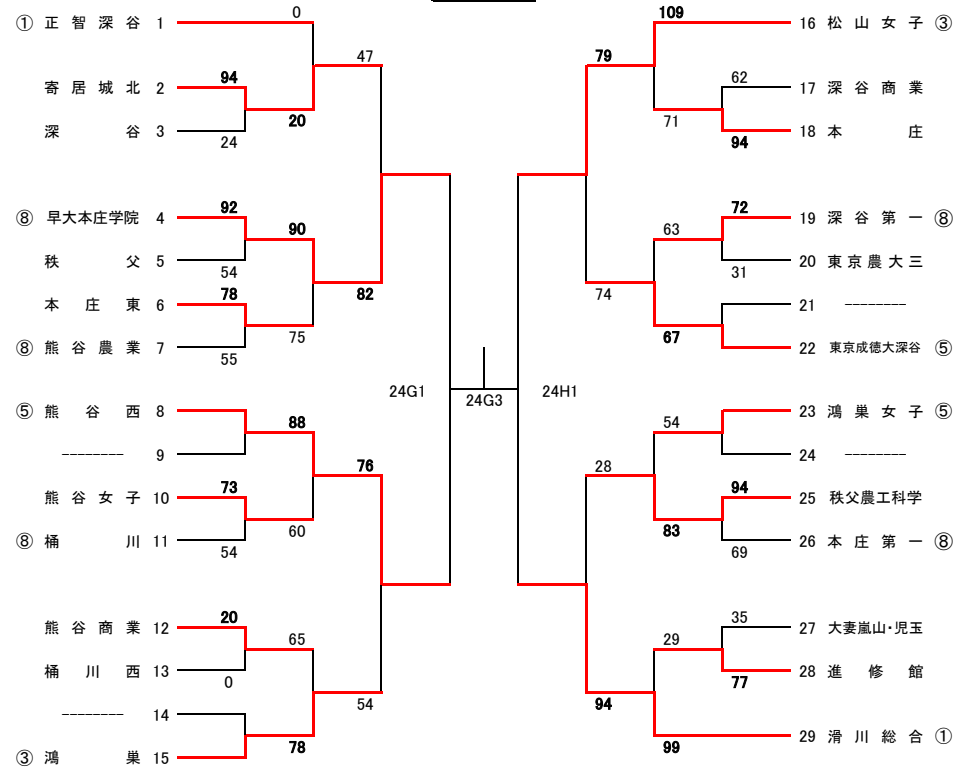 ① 正智深谷 1
0
47
寄居城北 2
94
20
深谷 3
24
⑧ 早大本庄学院 4
92
90
秩父 5
54
82
本庄東 6
78
75
⑧ 熊谷農業 7
55
⑤ 熊谷西 8
88
-------- 9
76
熊谷女子 10
73
60
⑧ 桶川 11
54
熊谷商業 12
20
65
桶川西 13
0
54
-------- 14
78
③ 鴻巣 15
24G1
24G3
24H1
109
16 松山女子 ③
79
62
17 深谷商業
71
18 本庄
94
72
19 深谷第一 ⑧
63
20 東京農大三
31
74
21 --------
67
22 東京成徳大深谷 ⑤
23 鴻巣女子 ⑤
54
24 --------
28
94
25 秩父農工科学
83
26 本庄第一 ⑧
69
35
27 大妻嵐山・児玉
29
28 進修館
77
94
29 滑川総合 ①
99